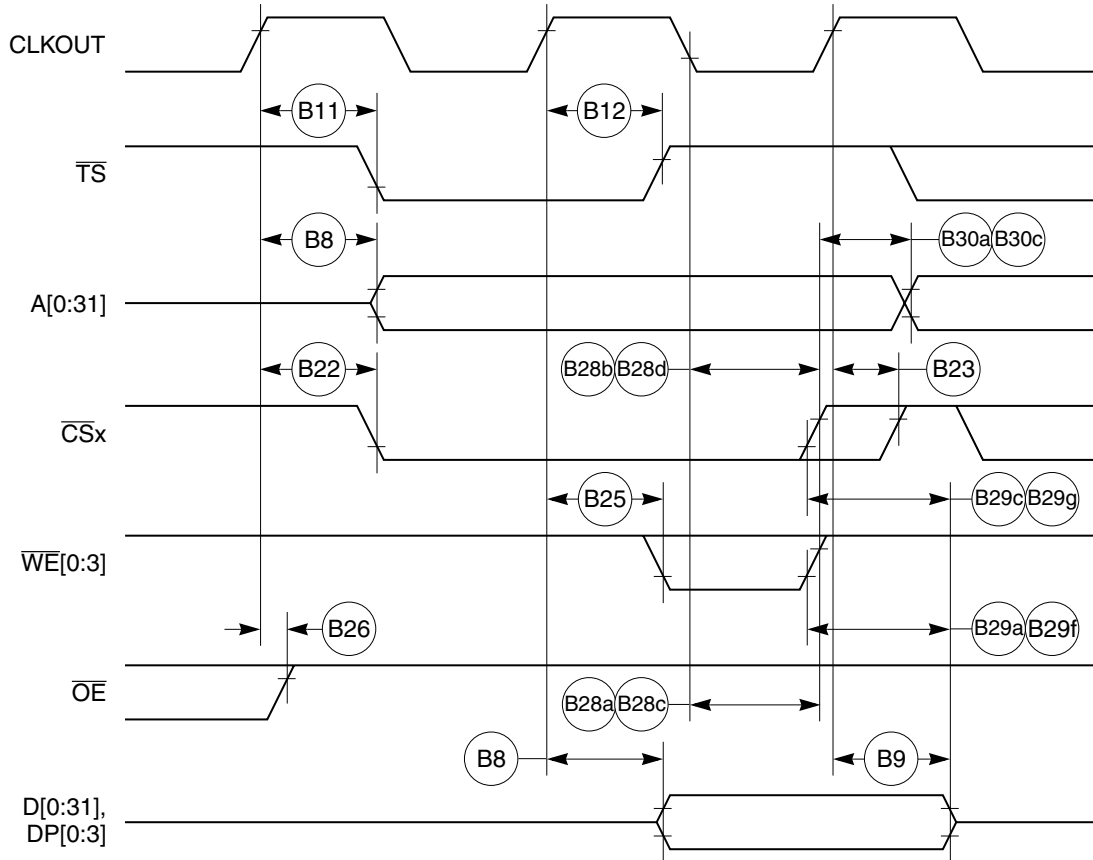 CLKOUT
B11
B12
TS
B8
B30a B30c
A[0:31]
B22
B28b B28d
B23
CSx
B25
B29c B29g
WE[0:3]
B26
B29a B29f
OE
B28a B28c
B8
B9
D[0:31],
DP[0:3]